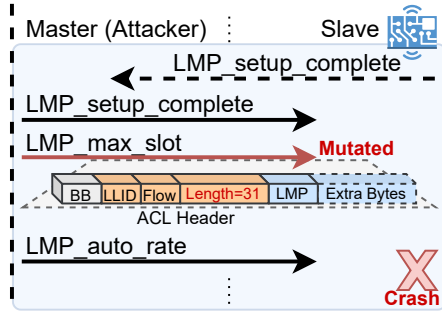 Master (Attacker) Slave
LMP_setup_complete
LMP_setup_complete
LMP_max_slot Mutated
BB LLID Flow Length=31 LMP Extra Bytes
ACL Header
LMP_auto_rate
Crash